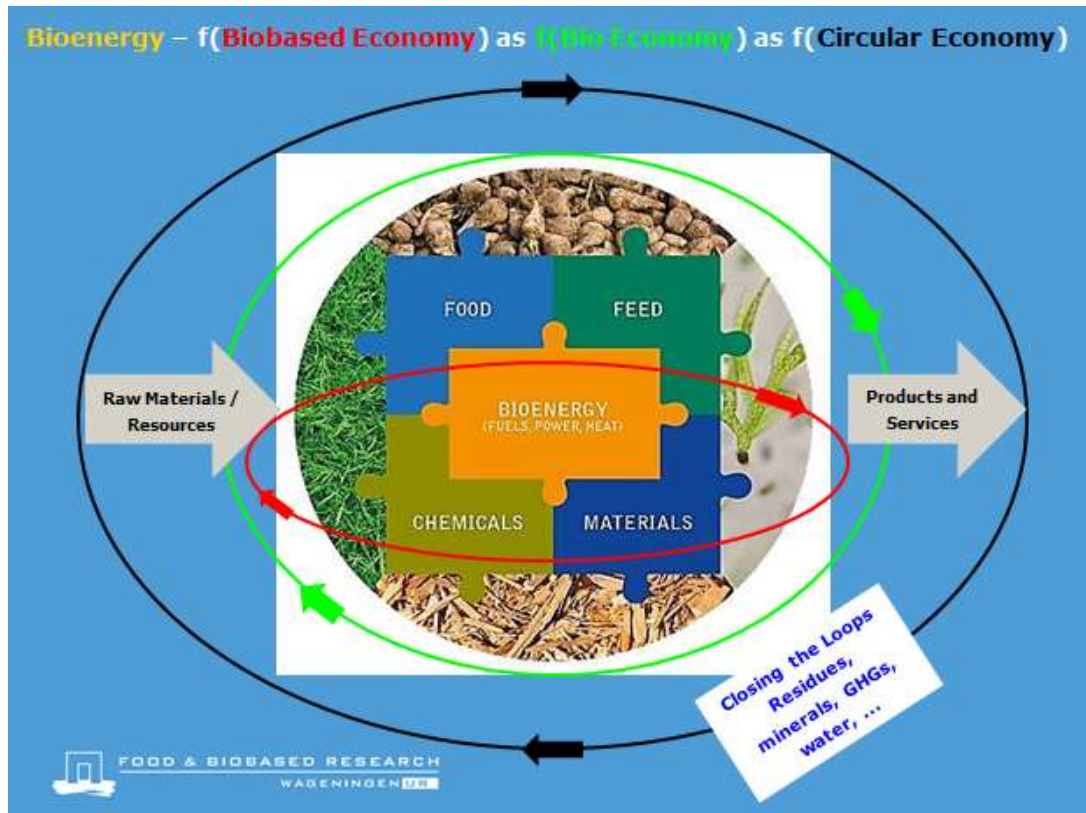 Bioenergy – f(Biobased Economy) as f(Bio Economy) as f(Circular Economy)
FOOD
FEED
Raw Materials /
Resources
BIOENERGY
(FUELS, POWER, HEAT)
Products and
Services
CHEMICALS
MATERIALS
Closing the Loops
Residues,
minerals, GHGs,
water, ...
FOOD & BIOBASED RESEARCH
WAGENINGEN UR